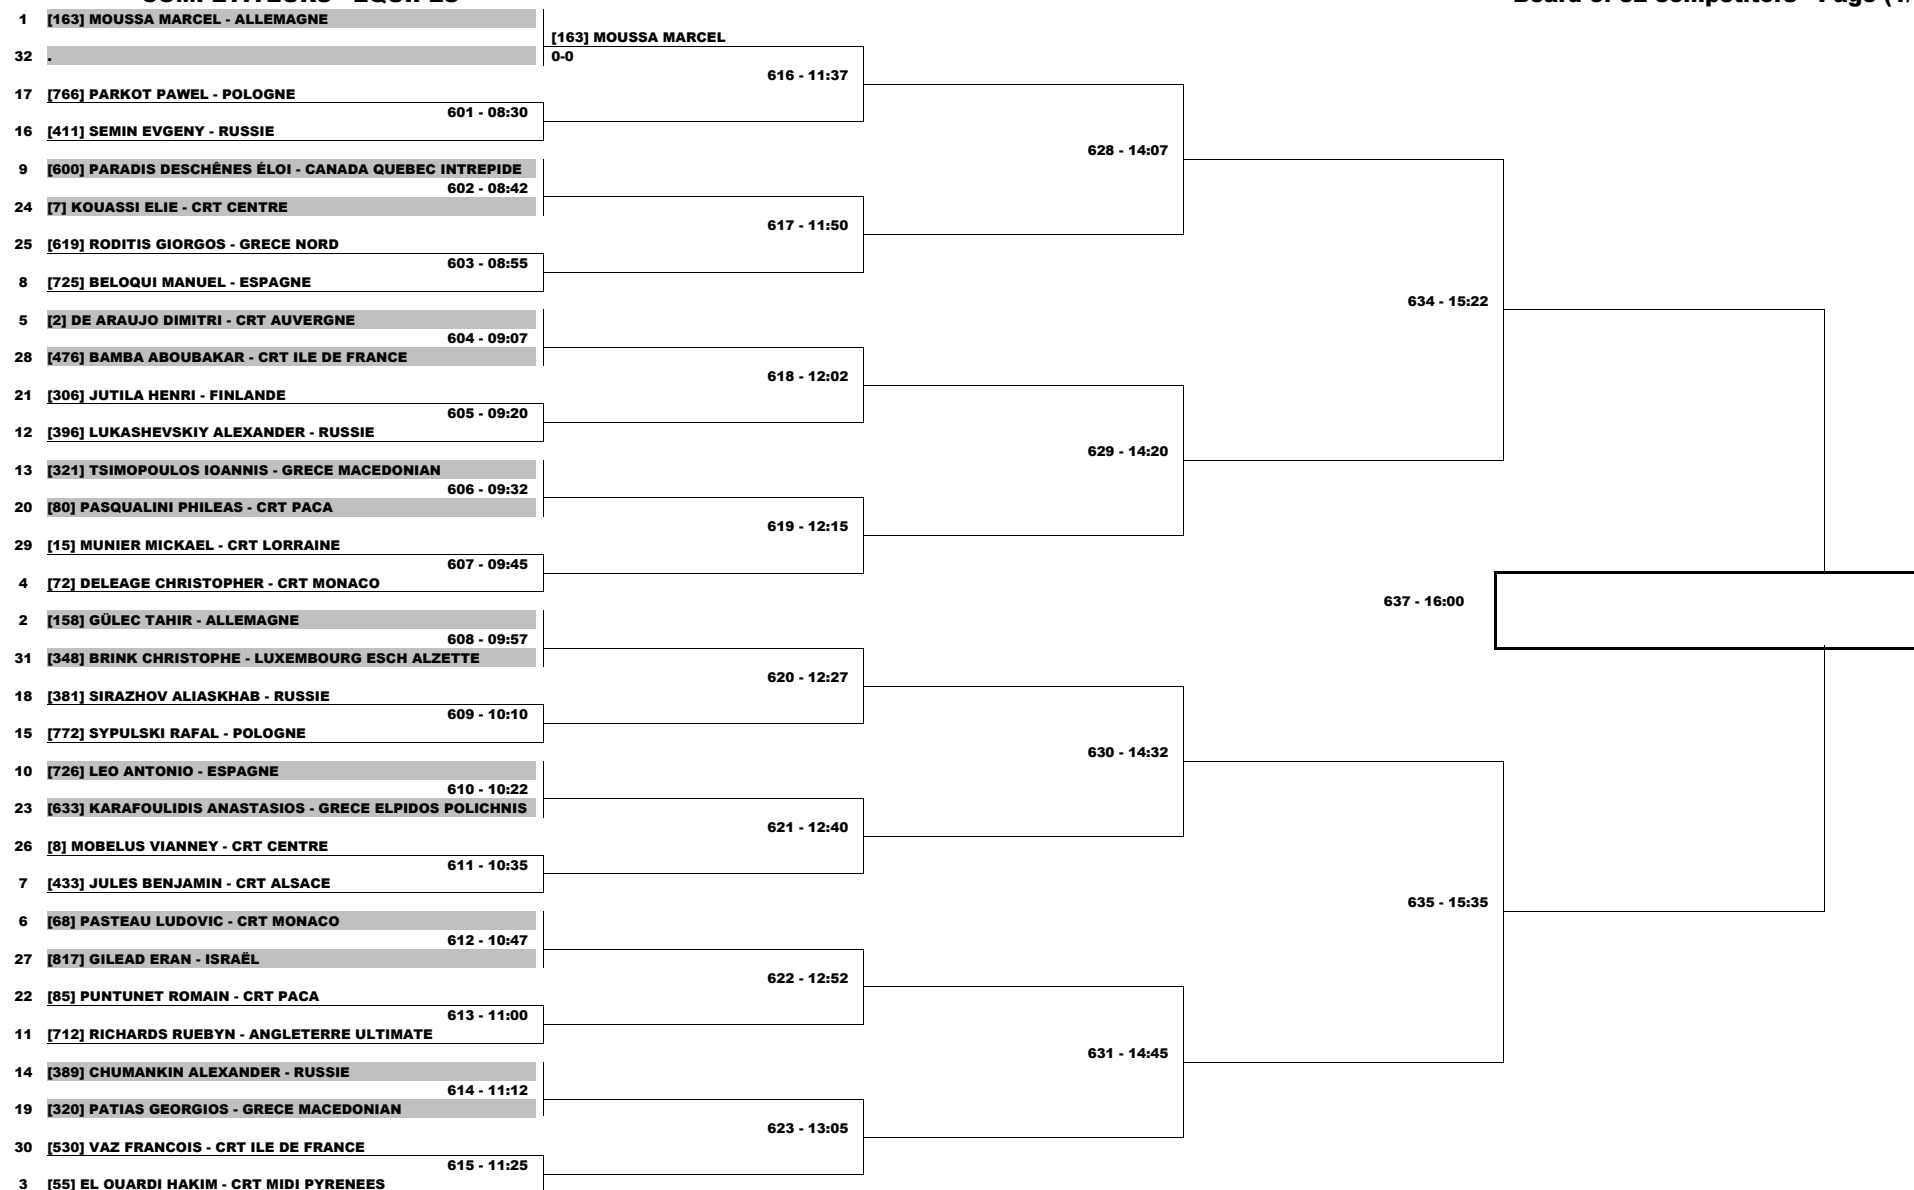 1 [163] MOUSSA MARCEL - ALLEMAGNE
[163] MOUSSA MARCEL
32 . 0-0
616 - 11:37
17 [766] PARKOT PAWEL - POLOGNE
601 - 08:30
16 [411] SEMIN EVGENY - RUSSIE
628 - 14:07
9 [600] PARADIS DESCHÊNES ÉLOI - CANADA QUEBEC INTREPIDE
602 - 08:42
24 [7] KOUASSI ELIE - CRT CENTRE
617 - 11:50
25 [619] RODITIS GIORGOS - GRECE NORD
603 - 08:55
8 [725] BELOQUI MANUEL - ESPAGNE
634 - 15:22
5 [2] DE ARAUJO DIMITRI - CRT AUVERGNE
604 - 09:07
28 [476] BAMBA ABOUBAKAR - CRT ILE DE FRANCE
618 - 12:02
21 [306] JUTILA HENRI - FINLANDE
605 - 09:20
12 [396] LUKASHEVSKIY ALEXANDER - RUSSIE
629 - 14:20
13 [321] TSIMOPOULOS IOANNIS - GRECE MACEDONIAN
606 - 09:32
20 [80] PASQUALINI PHILEAS - CRT PACA
619 - 12:15
29 [15] MUNIER MICKAEL - CRT LORRAINE
607 - 09:45
4 [72] DELEAGE CHRISTOPHER - CRT MONACO
637 - 16:00
2 [158] GÜLEC TAHIR - ALLEMAGNE
608 - 09:57
31 [348] BRINK CHRISTOPHE - LUXEMBOURG ESCH ALZETTE
620 - 12:27
18 [381] SIRAZHOV ALIASKHAB - RUSSIE
609 - 10:10
15 [772] SYPULSKI RAFAL - POLOGNE
630 - 14:32
10 [726] LEO ANTONIO - ESPAGNE
610 - 10:22
23 [633] KARAFOULIDIS ANASTASIOS - GRECE ELPIDOS POLICHNIS
621 - 12:40
26 [8] MOBELUS VIANNEY - CRT CENTRE
611 - 10:35
7 [433] JULES BENJAMIN - CRT ALSACE
635 - 15:35
6 [68] PASTEAU LUDOVIC - CRT MONACO
612 - 10:47
27 [817] GILEAD ERAN - ISRAËL
622 - 12:52
22 [85] PUNTUNET ROMAIN - CRT PACA
613 - 11:00
11 [712] RICHARDS RUEBYN - ANGLETERRE ULTIMATE
631 - 14:45
14 [389] CHUMANKIN ALEXANDER - RUSSIE
614 - 11:12
19 [320] PATIAS GEORGIOS - GRECE MACEDONIAN
623 - 13:05
30 [530] VAZ FRANCOIS - CRT ILE DE FRANCE
615 - 11:25
3 [55] EL OUARDI HAKIM - CRT MIDI PYRENEES